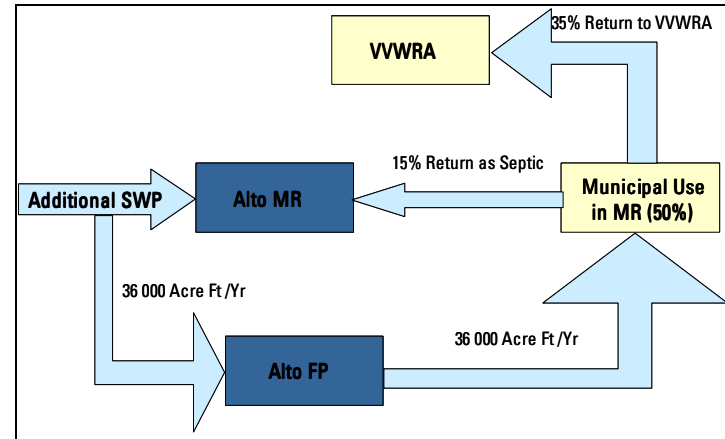 35% Return to VVWRA
VVWRA
15% Return as Septic
Additional SWP
Alto MR
Municipal Use
in MR (50%)
36 000 Acre Ft /Yr
36 000 Acre Ft /Yr
Alto FP